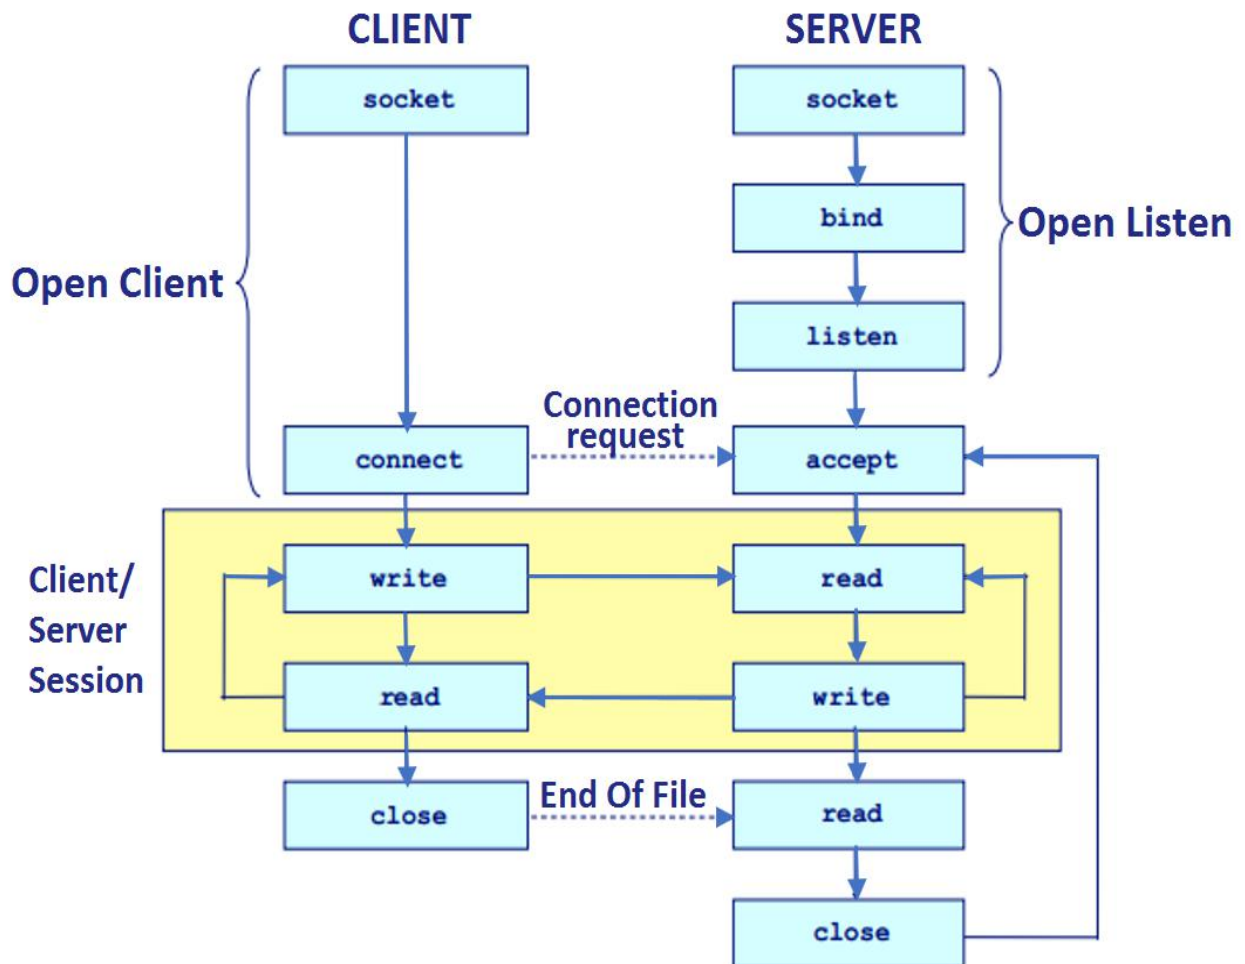 CLIENT
SERVER
socket
socket
bind
Open Listen
Open Client
listen
Connection
request
connect
accept
Client/
Server
Session
write
read
read
write
close
End Of File
read
close